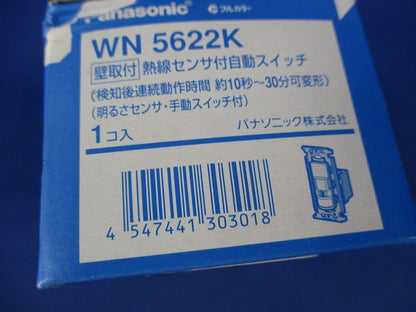 Panasonic フルカラー
WN 5622K
壁取付 熱線センサ付自動スイッチ
(検知後連続動作時間 約10秒～30分可変形)
(明るさセンサ・手動スイッチ付)
1コ入
パナソニック株式会社
4 547441 303018